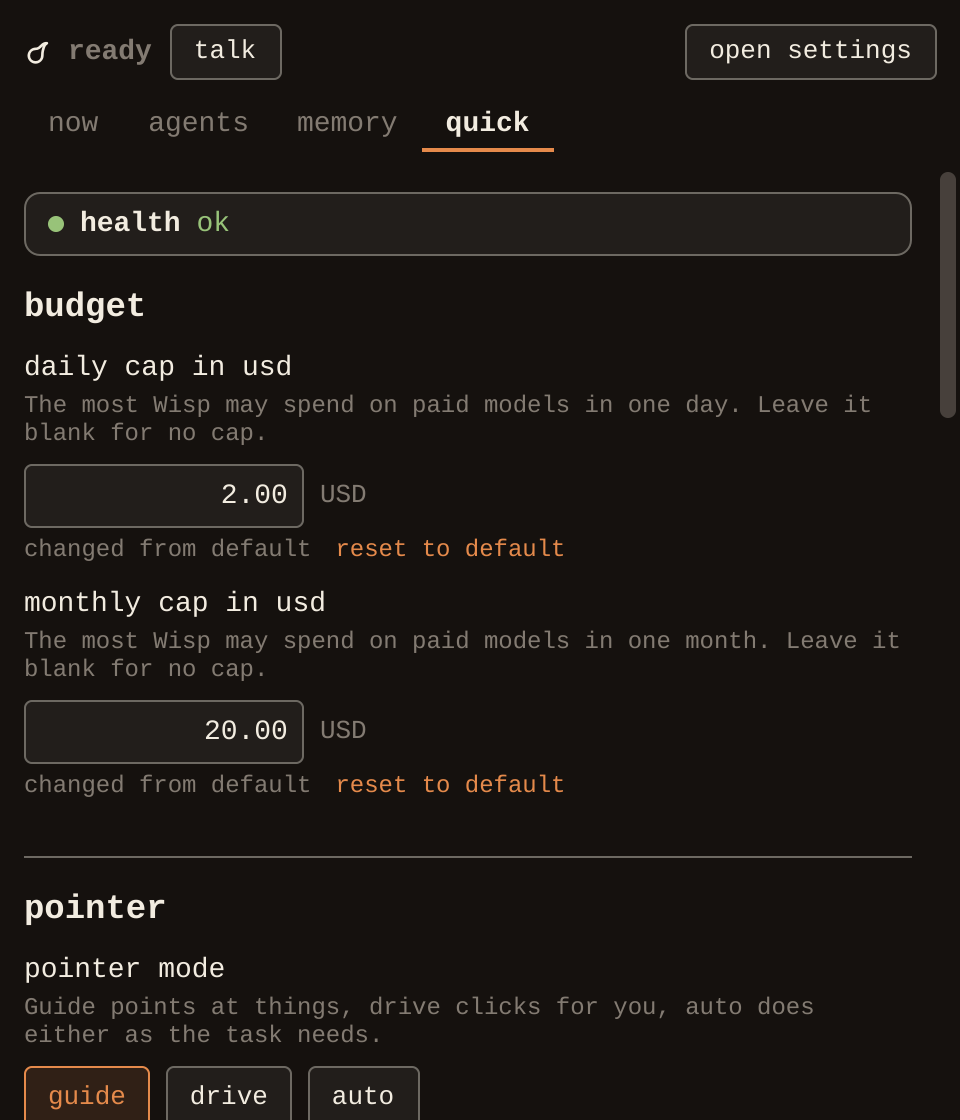 ready talk open settings
now agents memory quick
health ok
budget
daily cap in usd
The most Wisp may spend on paid models in one day. Leave it
blank for no cap.
2.00 USD
changed from default reset to default
monthly cap in usd
The most Wisp may spend on paid models in one month. Leave it
blank for no cap.
20.00 USD
changed from default reset to default
pointer
pointer mode
Guide points at things, drive clicks for you, auto does
either as the task needs.
guide drive auto